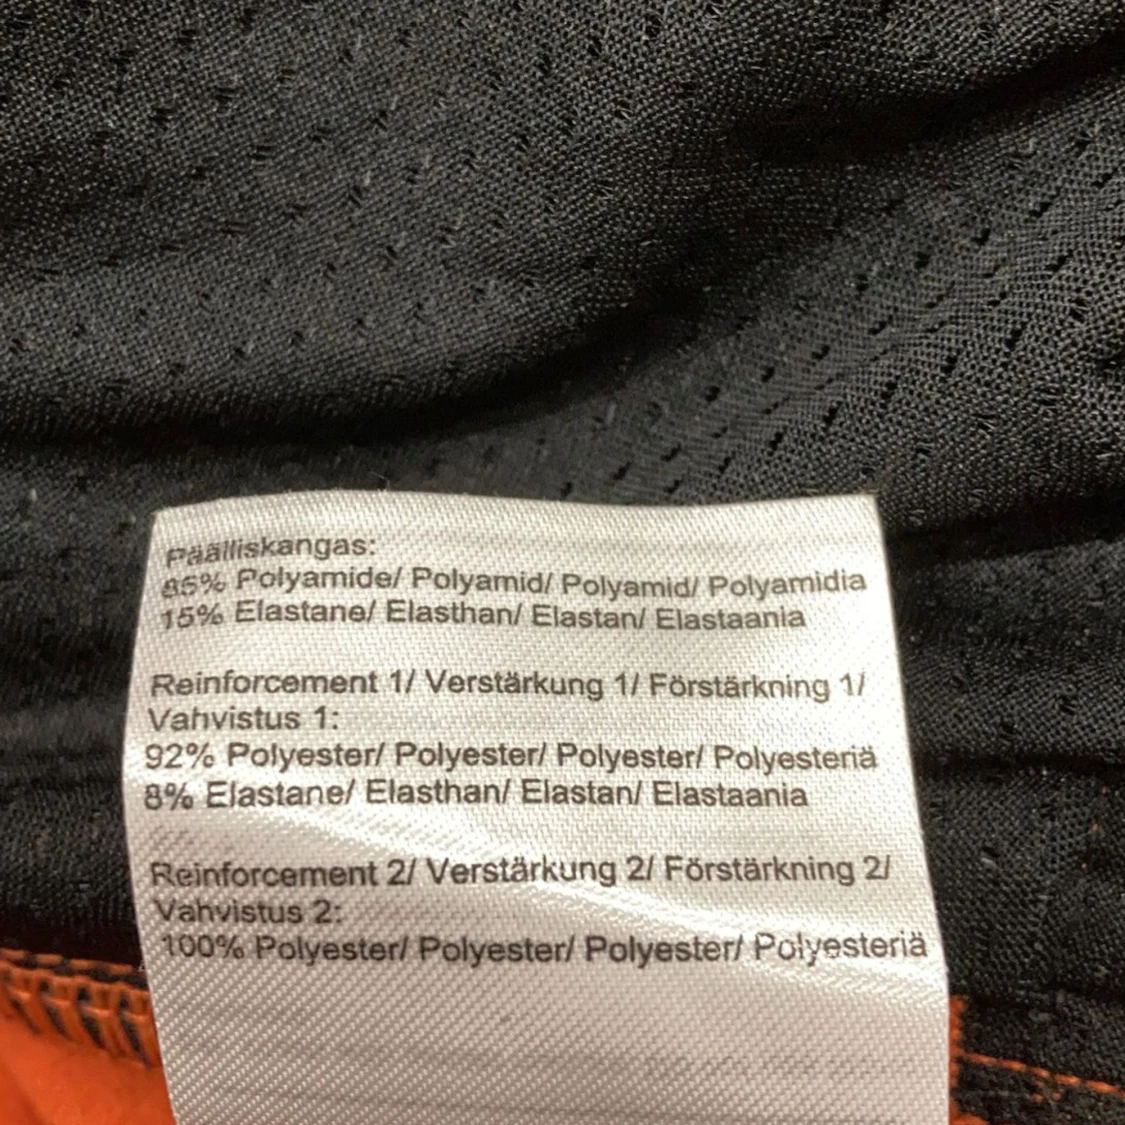 Päälliskangas:
85% Polyamide/ Polyamid/ Polyamid/ Polyamidia
15% Elastane/ Elasthan/ Elastan/ Elastaania
Reinforcement 1/ Verstärkung 1/ Förstärkning 1/
Vahvistus 1:
92% Polyester/ Polyester/ Polyester/ Polyesteriä
8% Elastane/ Elasthan/ Elastan/ Elastaania
Reinforcement 2/ Verstärkung 2/ Förstärkning 2/
Vahvistus 2:
100% Polyester/ Polyester/ Polyester/ Polyesteriä